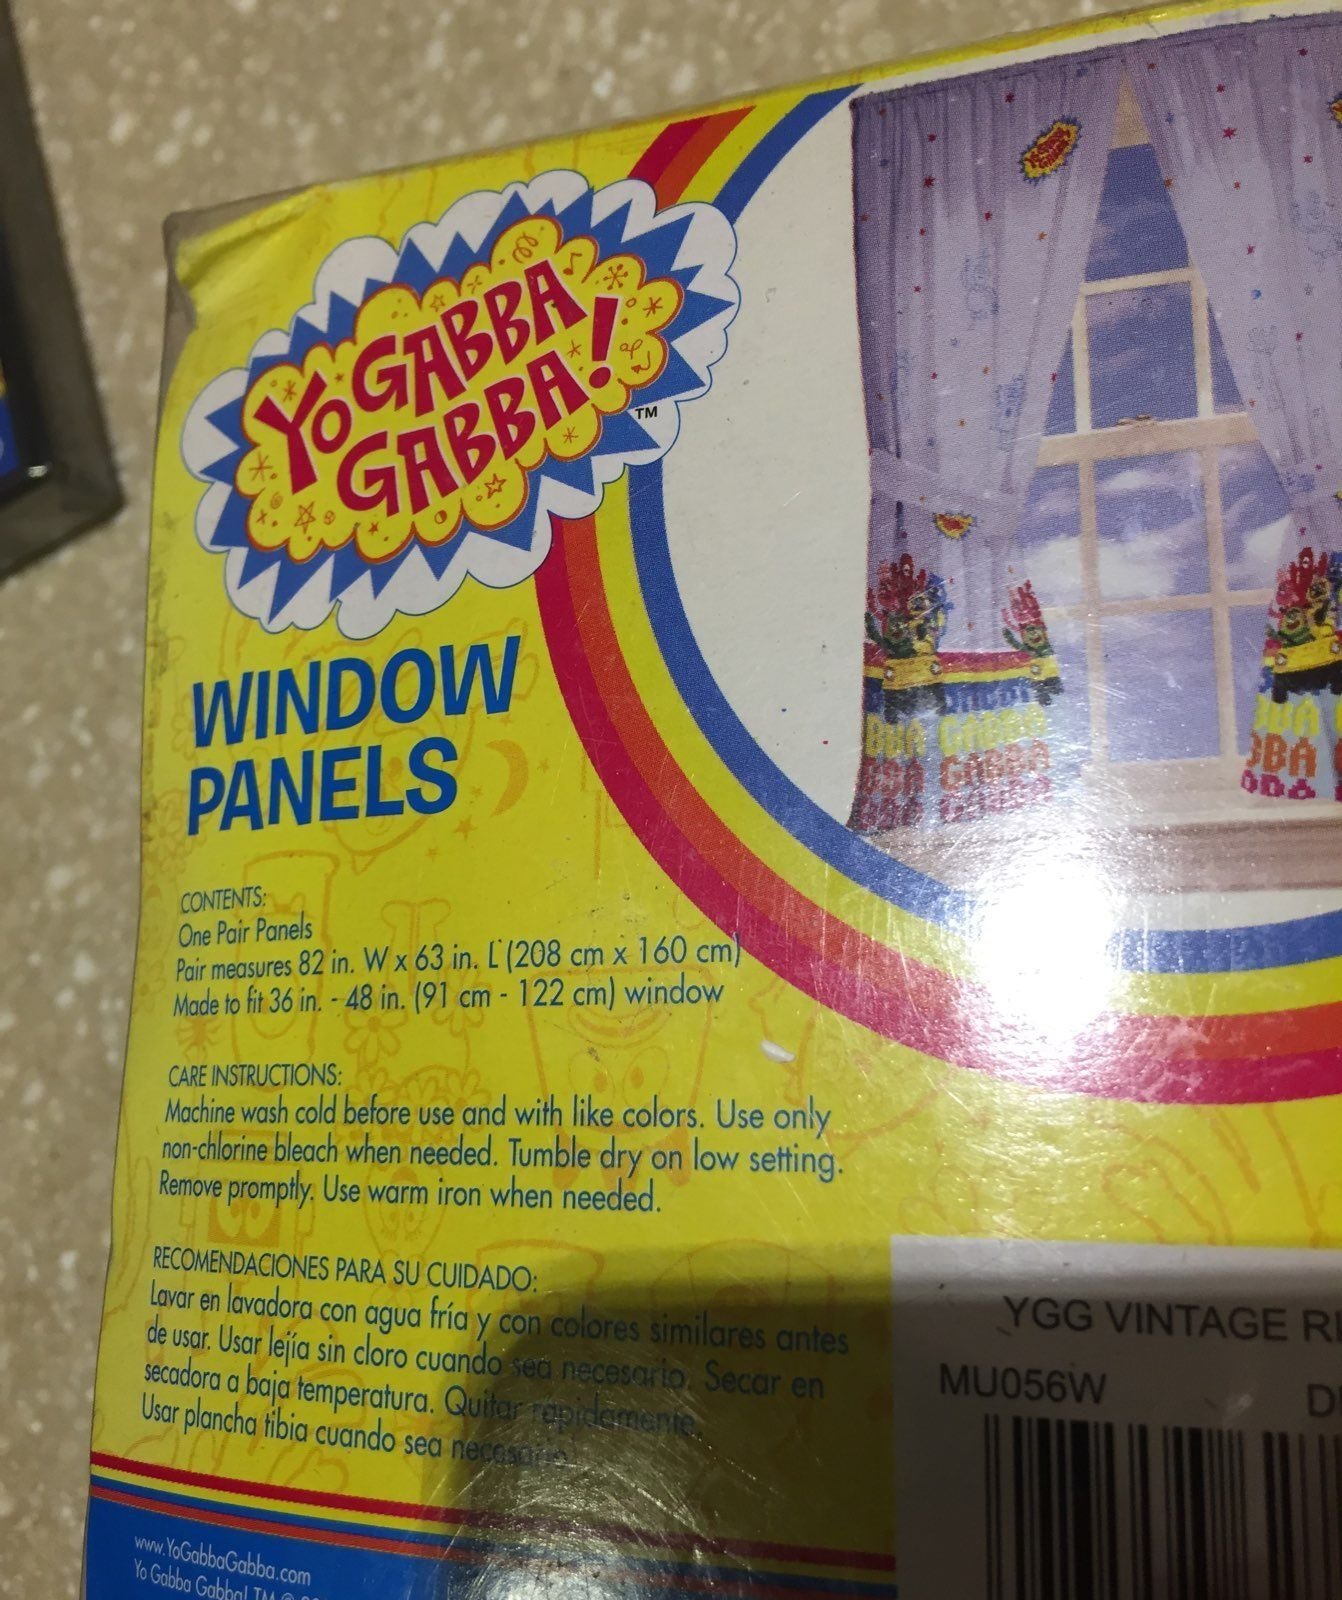 YO GABBA
GABBA!
TM
WINDOW
PANELS
CONTENTS:
One Pair Panels
Pair measures 82 in. W x 63 in. L (208 cm x 160 cm)
Made to fit 36 in. - 48 in. (91 cm - 122 cm) window
CARE INSTRUCTIONS:
Machine wash cold before use and with like colors. Use only
non-chlorine bleach when needed. Tumble dry on low setting.
Remove promptly. Use warm iron when needed.
RECOMENDACIONES PARA SU CUIDADO:
Lavar en lavadora con agua fría y con colores similares antes
de usar. Usar lejía sin cloro cuando sea necesario. Secar en
secadora a baja temperatura. Quitar rápidamente.
Usar plancha tibia cuando sea necesario.
www.YoGabbaGabba.com
Yo Gabba Gabba! TM ©
YGG VINTAGE
MU056W